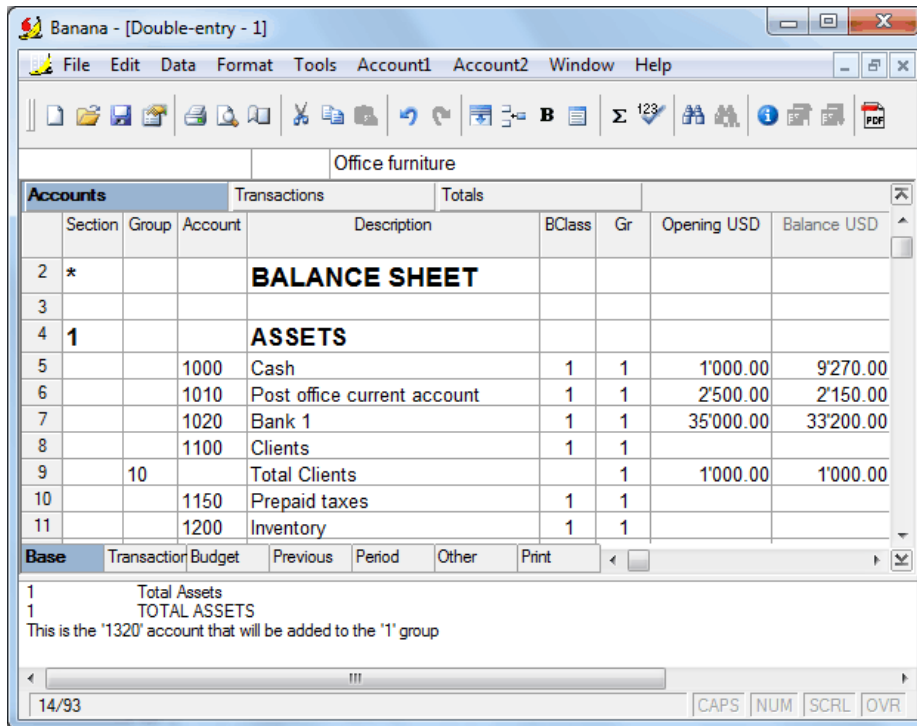 Banana - [Double-entry - 1]
File Edit Data Format Tools Account1 Account2 Window Help
B Σ 123 PDF
Office furniture
Accounts Transactions Totals
Section Group Account Description BClass Gr Opening USD Balance USD
2 * BALANCE SHEET
3
4 1 ASSETS
5 1000 Cash 1 1 1'000.00 9'270.00
6 1010 Post office current account 1 1 2'500.00 2'150.00
7 1020 Bank 1 1 1 35'000.00 33'200.00
8 1100 Clients 1 1
9 10 Total Clients 1 1'000.00 1'000.00
10 1150 Prepaid taxes 1 1
11 1200 Inventory 1 1
Base Transaction Budget Previous Period Other Print
1 Total Assets
1 TOTAL ASSETS
This is the '1320' account that will be added to the '1' group
14/93 CAPS NUM SCRL OVR